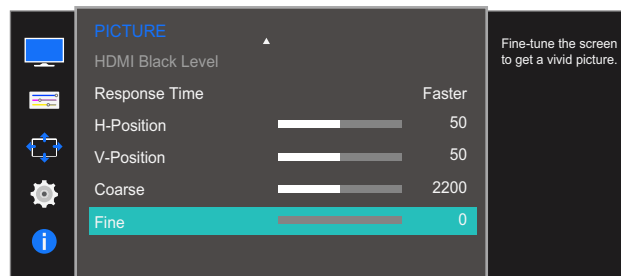 PICTURE
HDMI Black Level
Response Time Faster
H-Position 50
V-Position 50
Coarse 2200
Fine 0
Fine-tune the screen
to get a vivid picture.